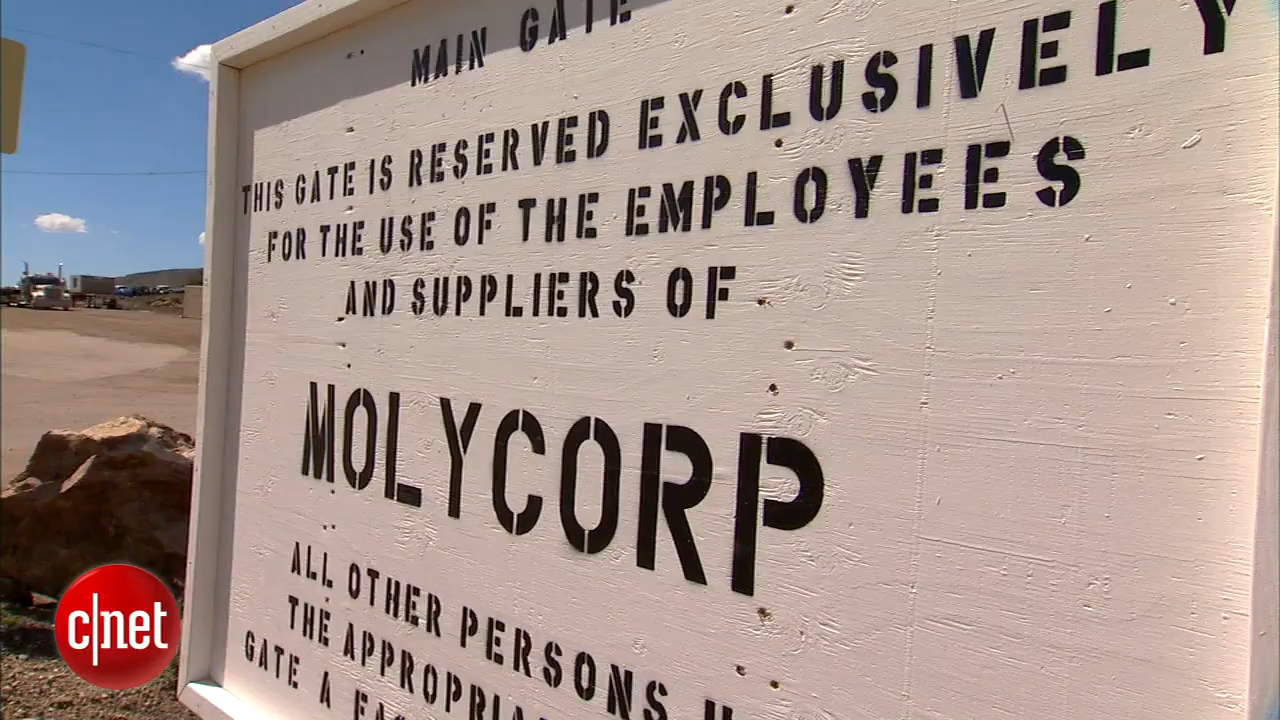 MAIN GATE
THIS GATE IS RESERVED EXCLUSIVELY
FOR THE USE OF THE EMPLOYEES
AND SUPPLIERS OF
MOLYCORP
ALL OTHER PERSONS
THE
GATE A
c|net